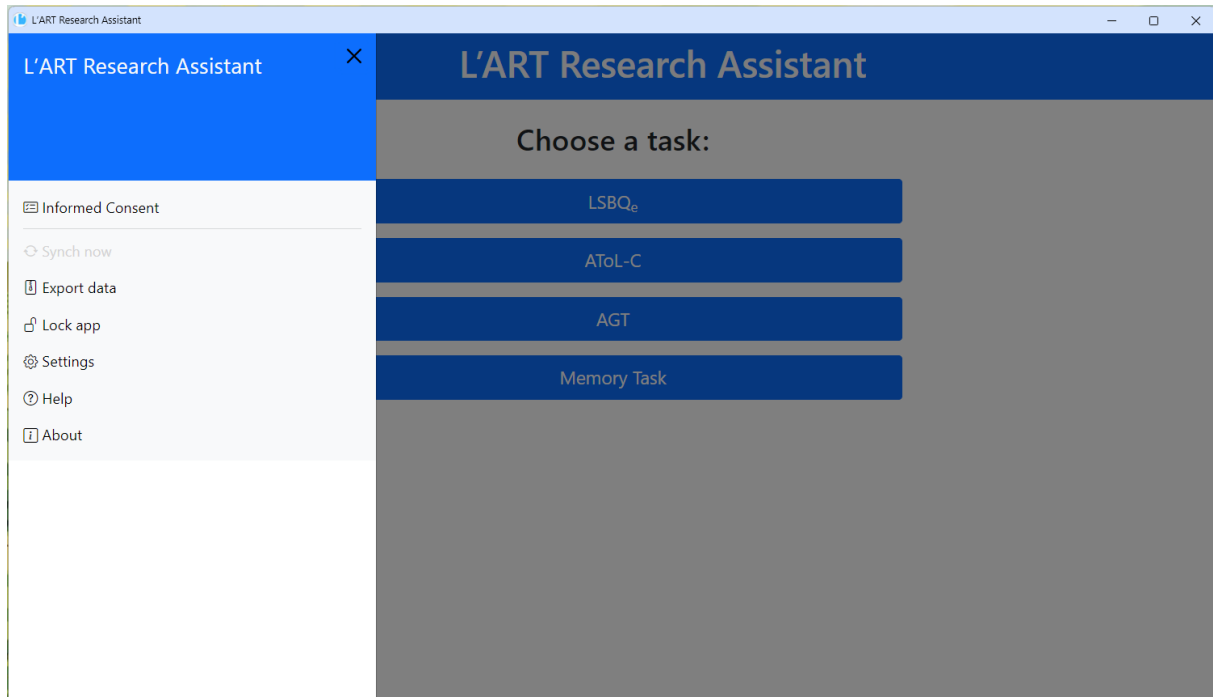 L'ART Research Assistant
L’ART Research Assistant
Informed Consent
Synch now
Export data
Lock app
Settings
Help
About
L’ART Research Assistant
Choose a task:
LSBQₑ
AToL-C
AGT
Memory Task